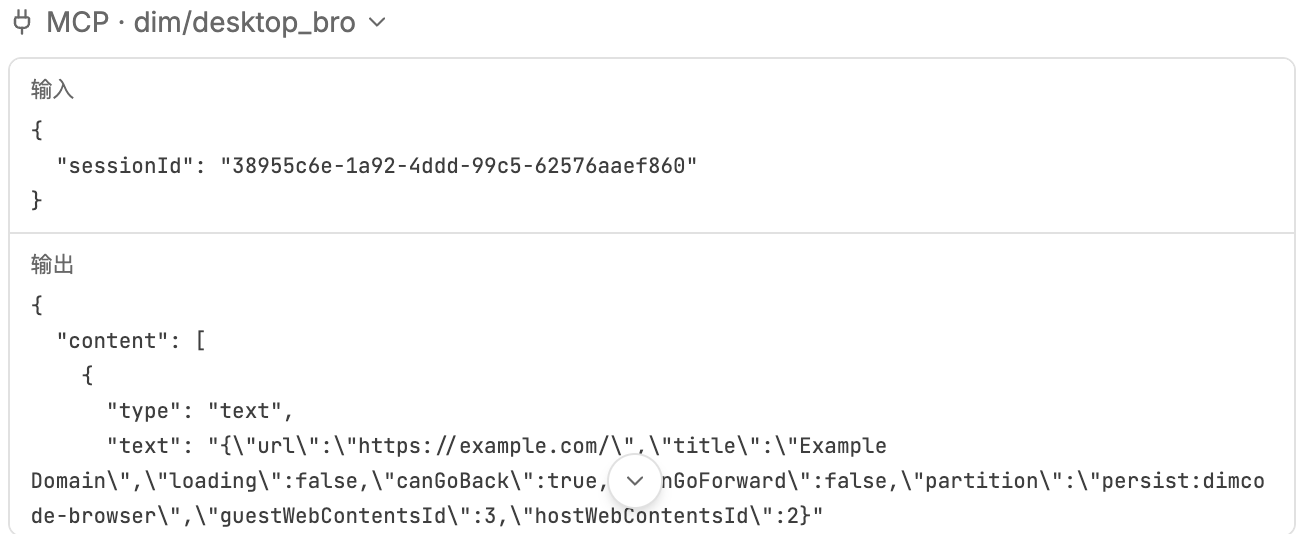 MCP · dim/desktop_bro
输入
{
"sessionId": "38955c6e-1a92-4ddd-99c5-62576aaef860"
}
输出
{
"content": [
{
"type": "text",
"text": "{\"url\":\"https://example.com/\",\"title\":\"Example
Domain\",\"loading\":false,\"canGoBack\":true, nGoForward\":false,\"partition\":\"persist:dimco
de-browser\",\"guestWebContentsId\":3,\"hostWebContentsId\":2}"